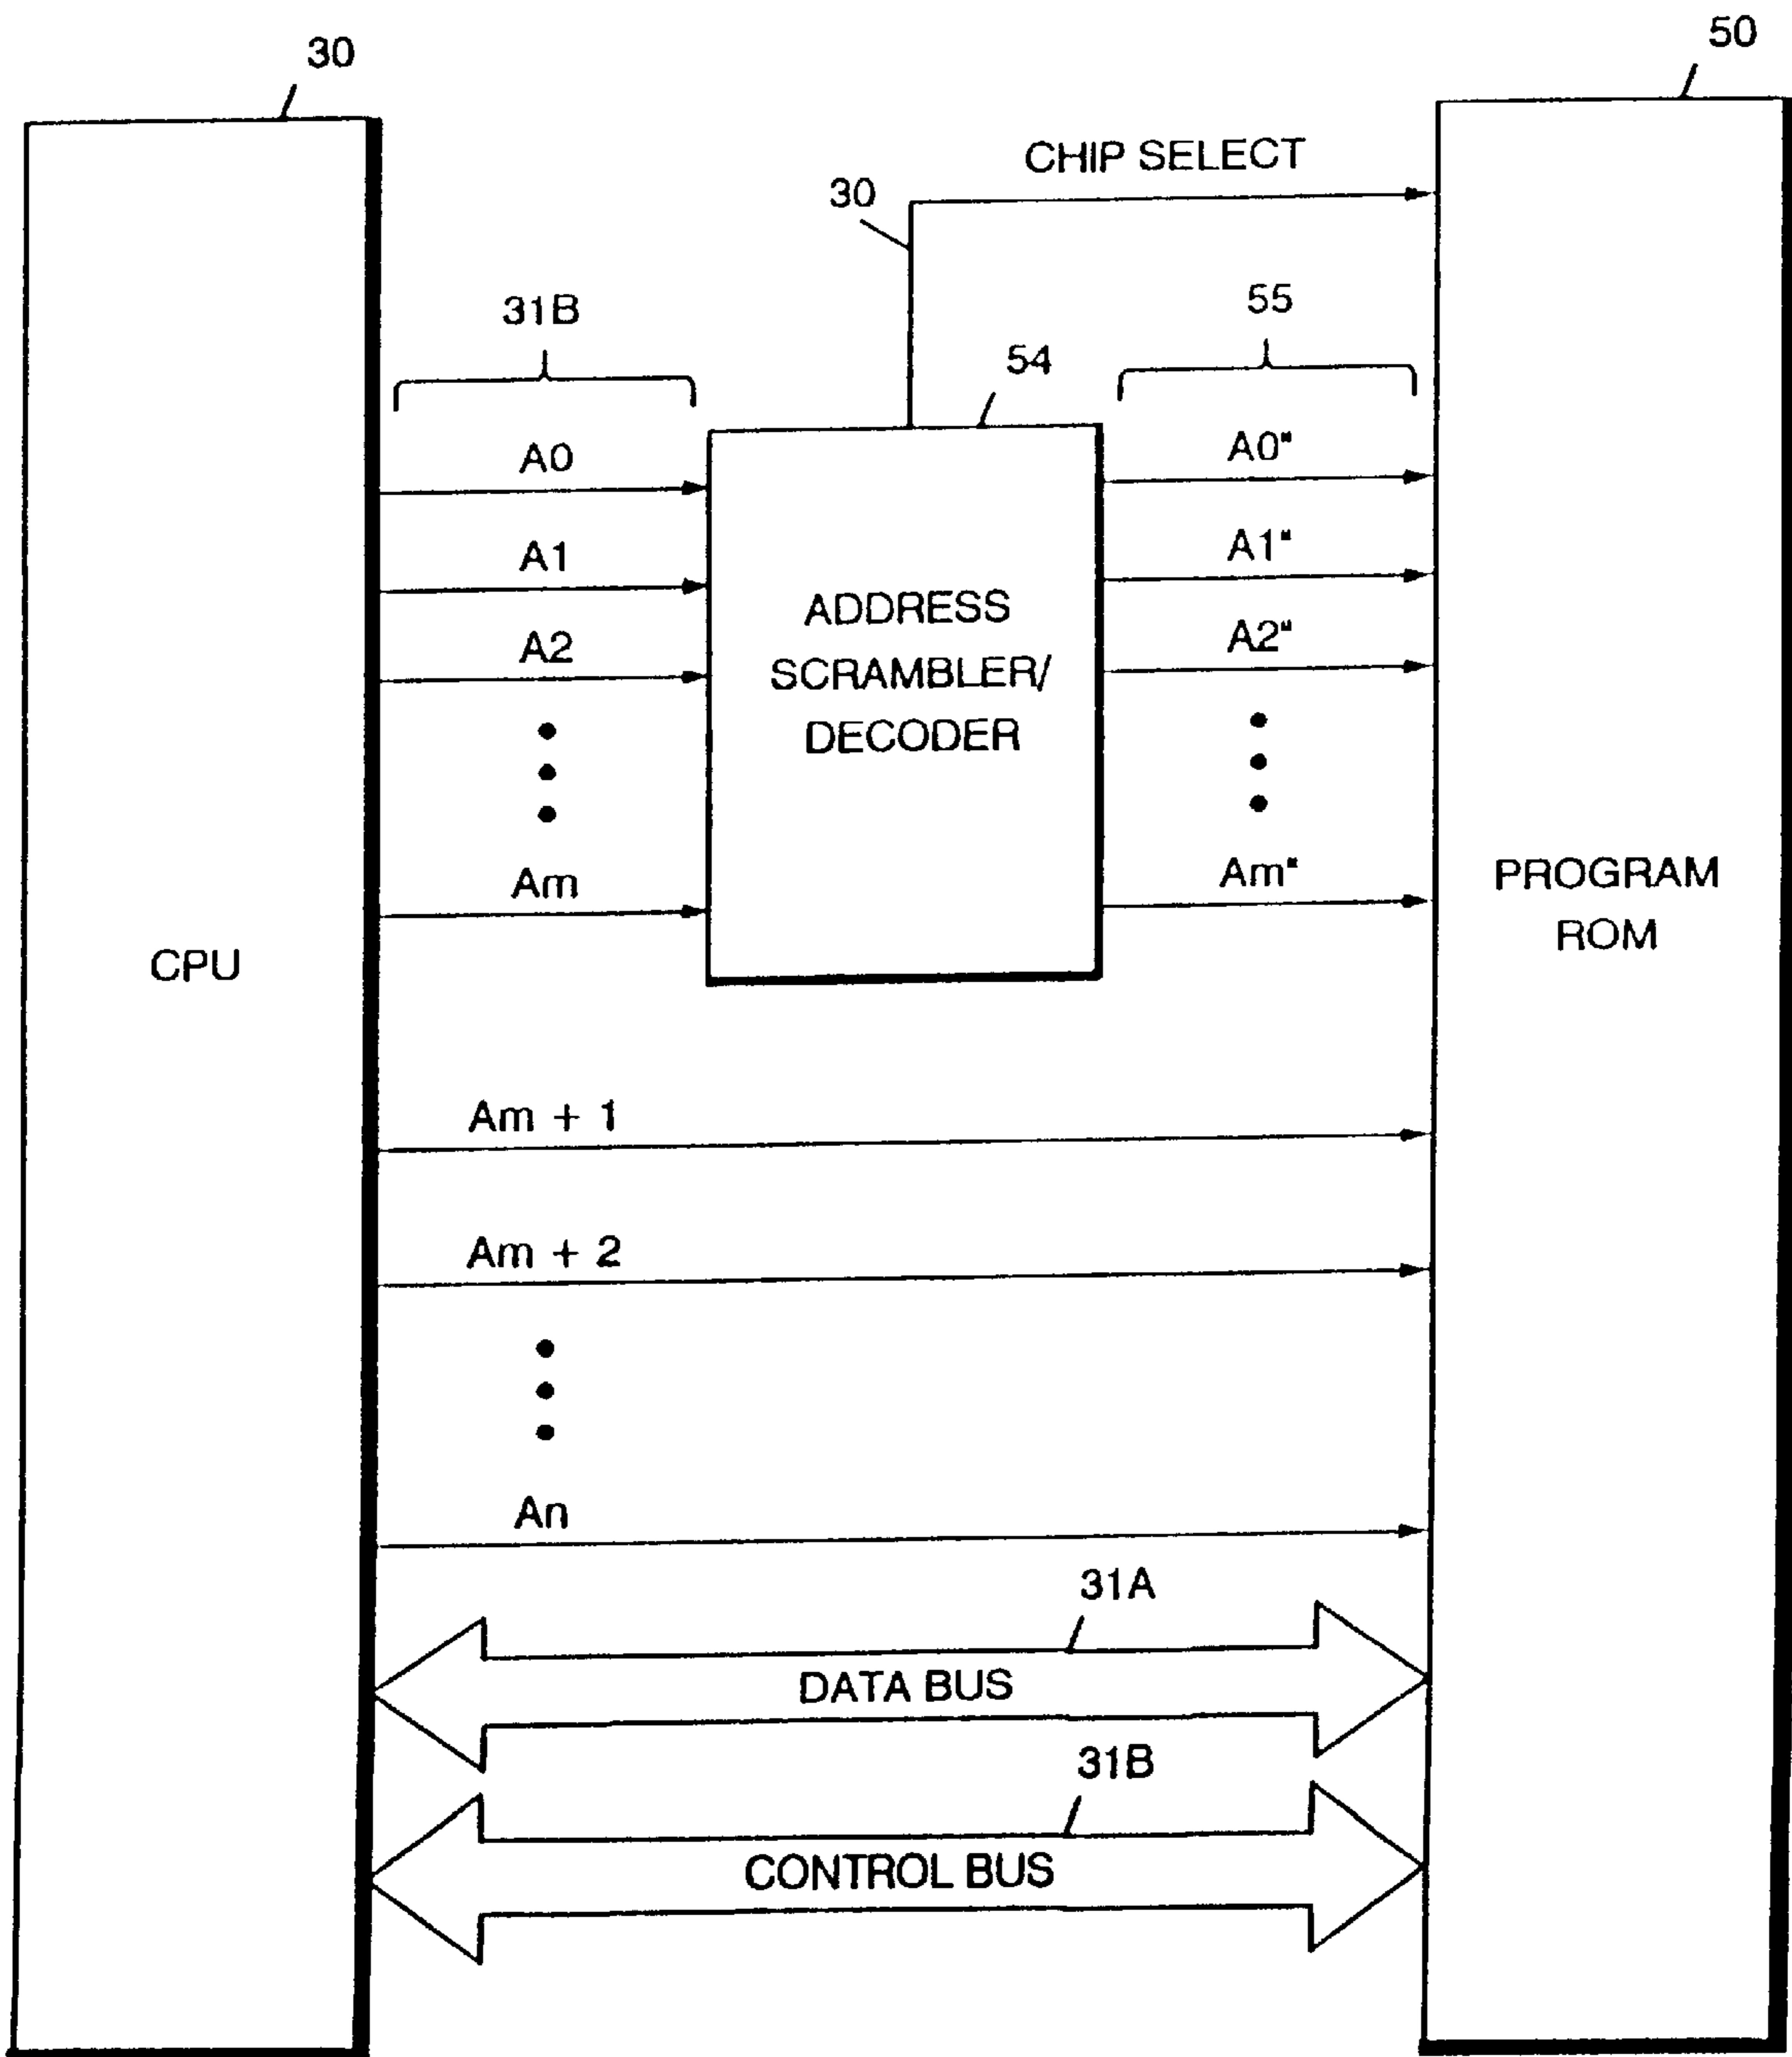 30
50
CHIP SELECT
30
31B
55
54
A0
A0"
A1
A1"
A2
A2"
ADDRESS
SCRAMBLER/
DECODER
Am
Am"
CPU
PROGRAM
ROM
Am + 1
Am + 2
An
31A
DATA BUS
31B
CONTROL BUS